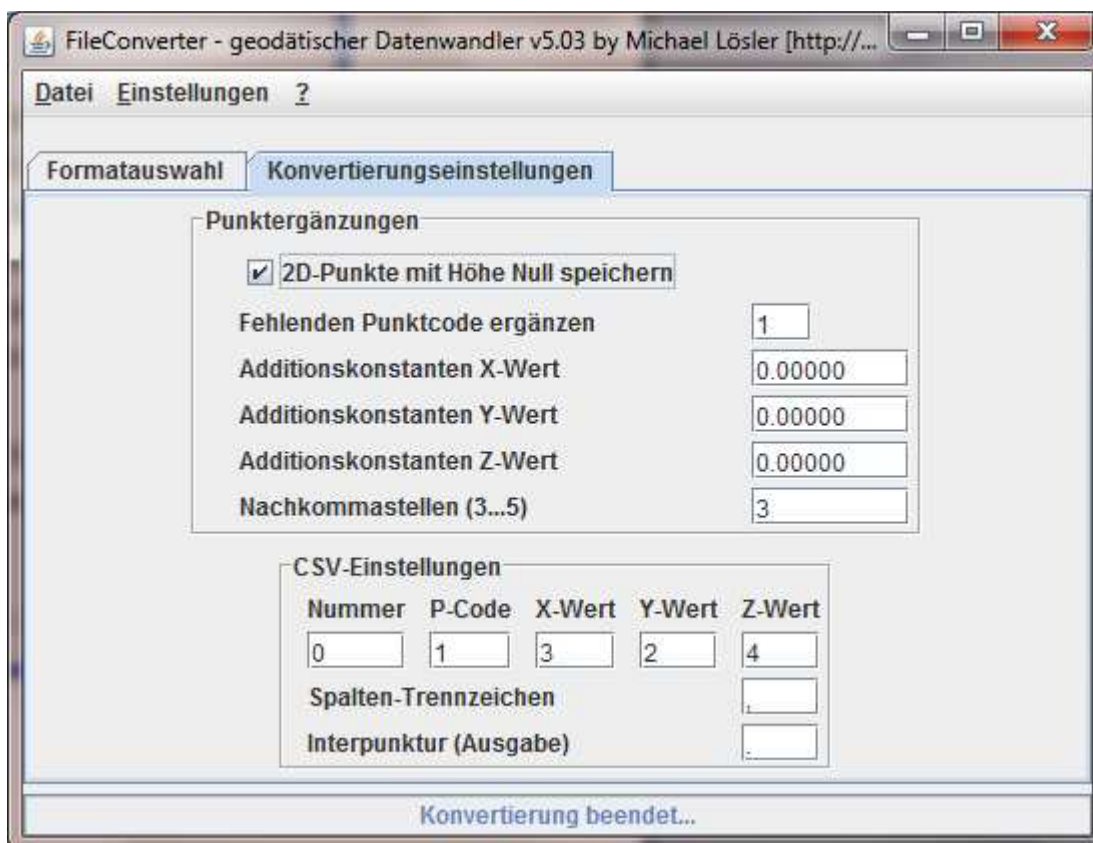 FileConverter - geodätischer Datenwandler v5.03 by Michael Lösler [http://...
Datei Einstellungen ?
Formatauswahl Konvertierungseinstellungen
Punktergänzungen
2D-Punkte mit Höhe Null speichern
Fehlenden Punktcode ergänzen 1
Additionskonstanten X-Wert 0.00000
Additionskonstanten Y-Wert 0.00000
Additionskonstanten Z-Wert 0.00000
Nachkommastellen (3...5) 3
CSV-Einstellungen
Nummer P-Code X-Wert Y-Wert Z-Wert
0 1 3 2 4
Spalten-Trennzeichen
Interpunktur (Ausgabe) .
Konvertierung beendet...